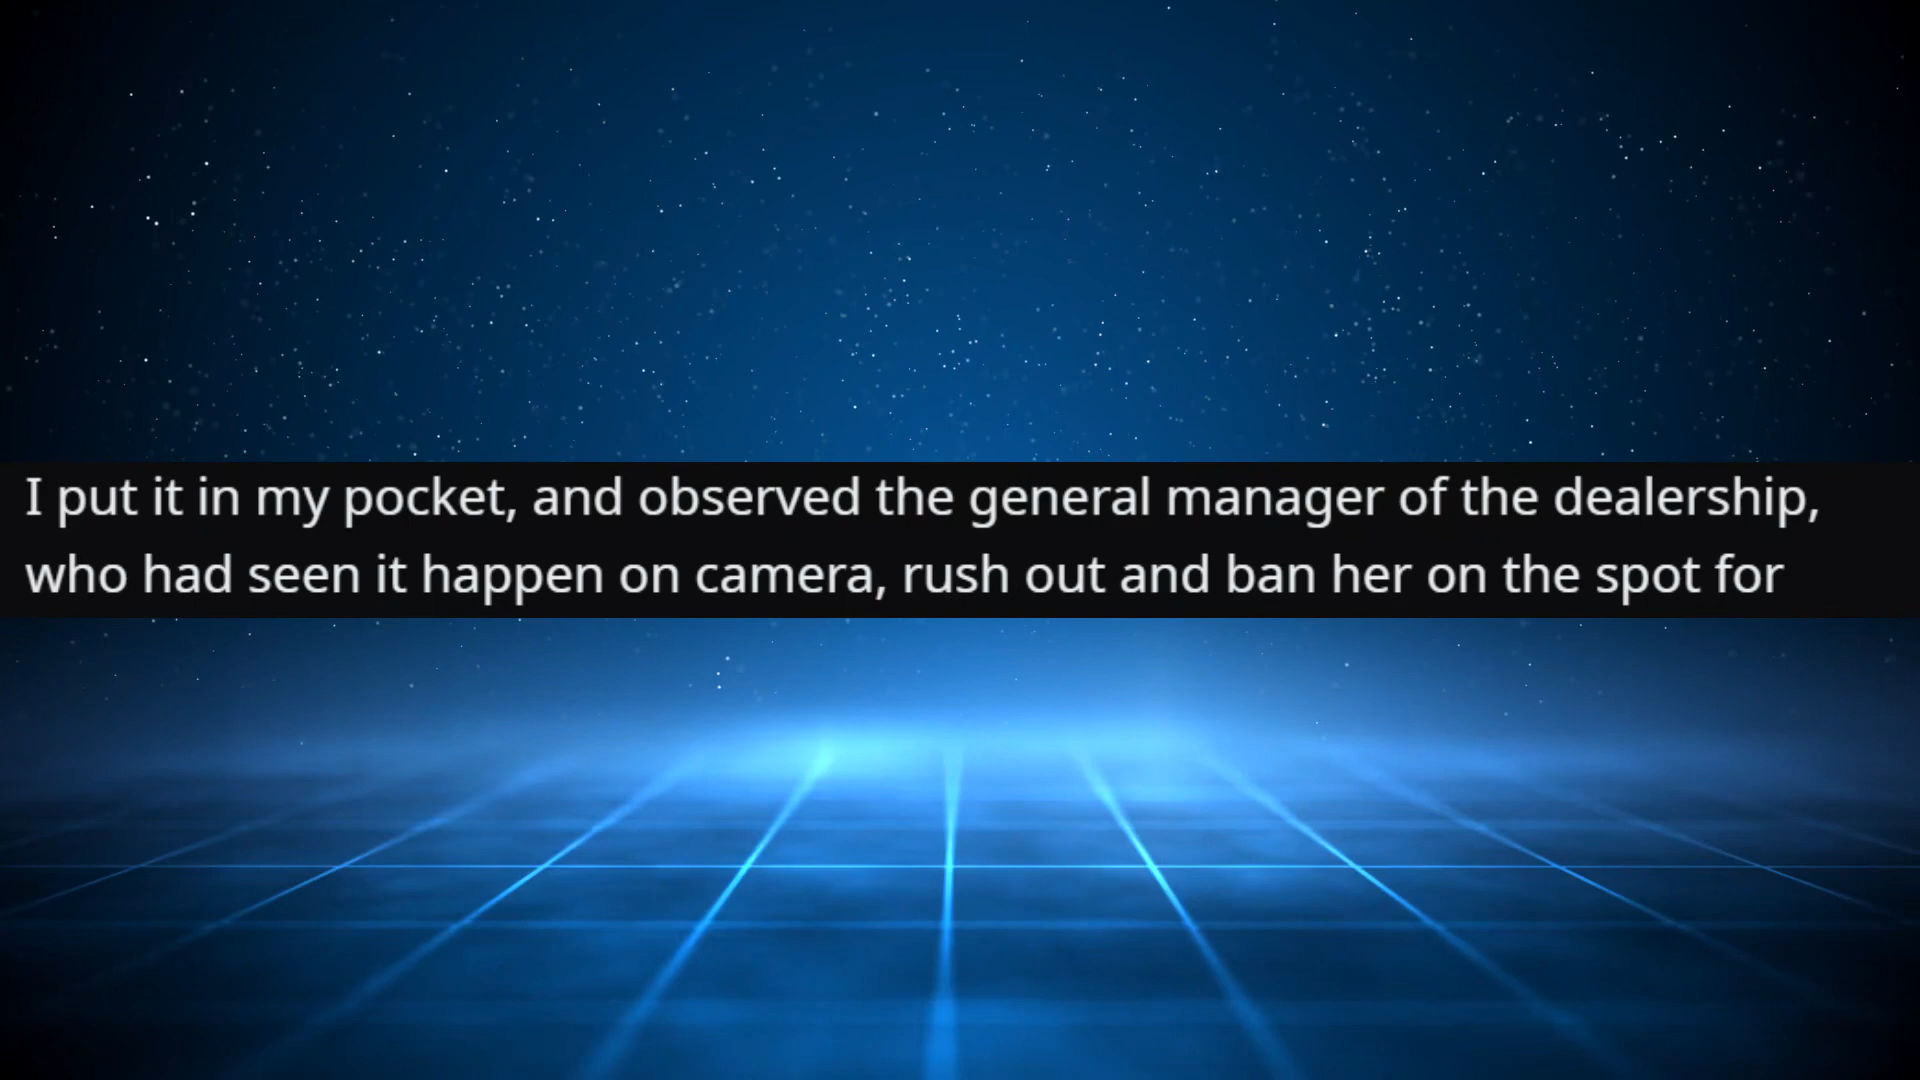 I put it in my pocket, and observed the general manager of the dealership,
who had seen it happen on camera, rush out and ban her on the spot for